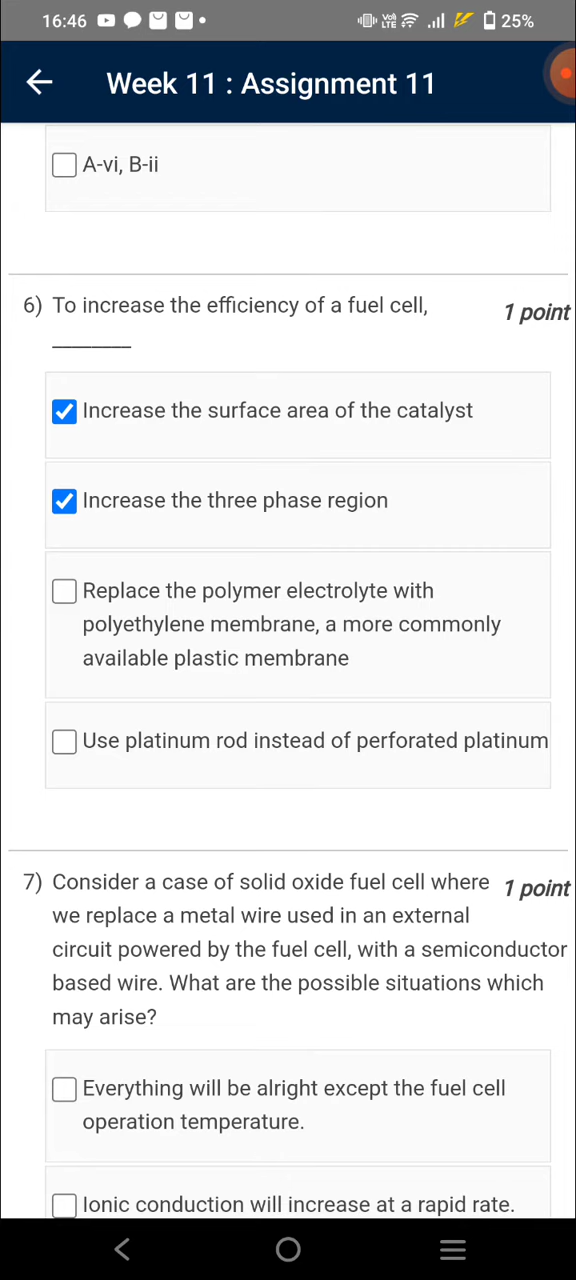 16:46 Vo) LTE 25%
Week 11 : Assignment 11
A-vi, B-ii
6) To increase the efficiency of a fuel cell, 1 point
________
Increase the surface area of the catalyst
Increase the three phase region
Replace the polymer electrolyte with
polyethylene membrane, a more commonly
available plastic membrane
Use platinum rod instead of perforated platinum
7) Consider a case of solid oxide fuel cell where 1 point
we replace a metal wire used in an external
circuit powered by the fuel cell, with a semiconductor
based wire. What are the possible situations which
may arise?
Everything will be alright except the fuel cell
operation temperature.
Ionic conduction will increase at a rapid rate.